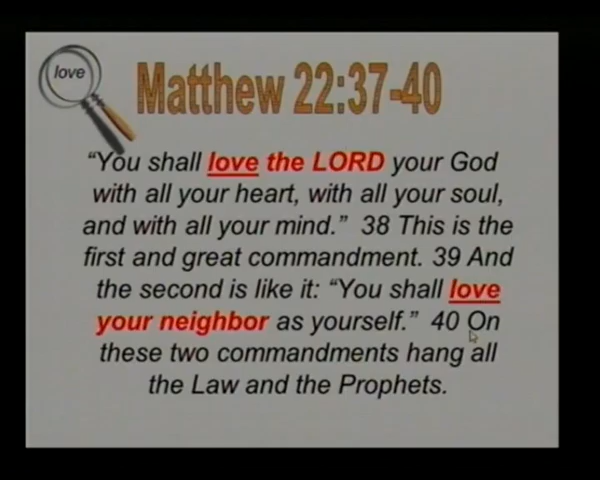 love
Matthew 22:37-40
“You shall love the LORD your God
with all your heart, with all your soul,
and with all your mind.” 38 This is the
first and great commandment. 39 And
the second is like it: “You shall love
your neighbor as yourself.” 40 On
these two commandments hang all
the Law and the Prophets.